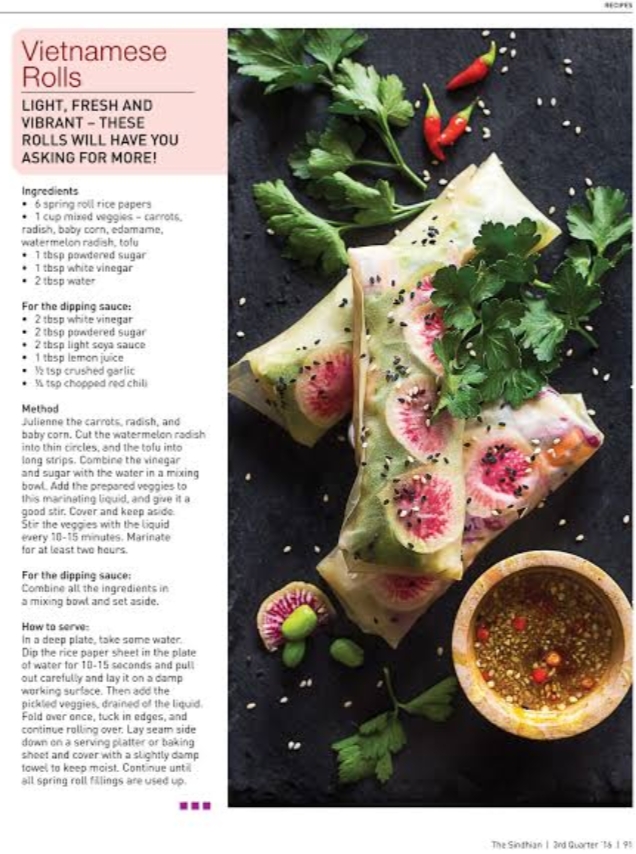 RECIPES
Vietnamese
Rolls
LIGHT, FRESH AND
VIBRANT – THESE
ROLLS WILL HAVE YOU
ASKING FOR MORE!
Ingredients
• 6 spring roll rice papers
• 1 cup mixed veggies – carrots,
radish, baby corn, edamame,
watermelon radish, tofu
• 1 tbsp powdered sugar
• 1 tbsp white vinegar
• 2 tbsp water
For the dipping sauce:
• 2 tbsp white vinegar
• 2 tbsp powdered sugar
• 2 tbsp light soya sauce
• 1 tbsp lemon juice
• ½ tsp crushed garlic
• ¼ tsp chopped red chili
Method
Julienne the carrots, radish, and
baby corn. Cut the watermelon radish
into thin circles, and the tofu into
long strips. Combine the vinegar
and sugar with the water in a mixing
bowl. Add the prepared veggies to
this marinating liquid, and give it a
good stir. Cover and keep aside.
Stir the veggies with the liquid
every 10-15 minutes. Marinate
for at least two hours.
For the dipping sauce:
Combine all the ingredients in
a mixing bowl and set aside.
How to serve:
In a deep plate, take some water.
Dip the rice paper sheet in the plate
of water for 10-15 seconds and pull
out carefully and lay it on a damp
working surface. Then add the
pickled veggies, drained of the liquid.
Fold over once, tuck in edges, and
continue rolling over. Lay seam side
down on a serving platter or baking
sheet and cover with a slightly damp
towel to keep moist. Continue until
all spring roll fillings are used up.
The Sindhian | 3rd Quarter '16 | 91